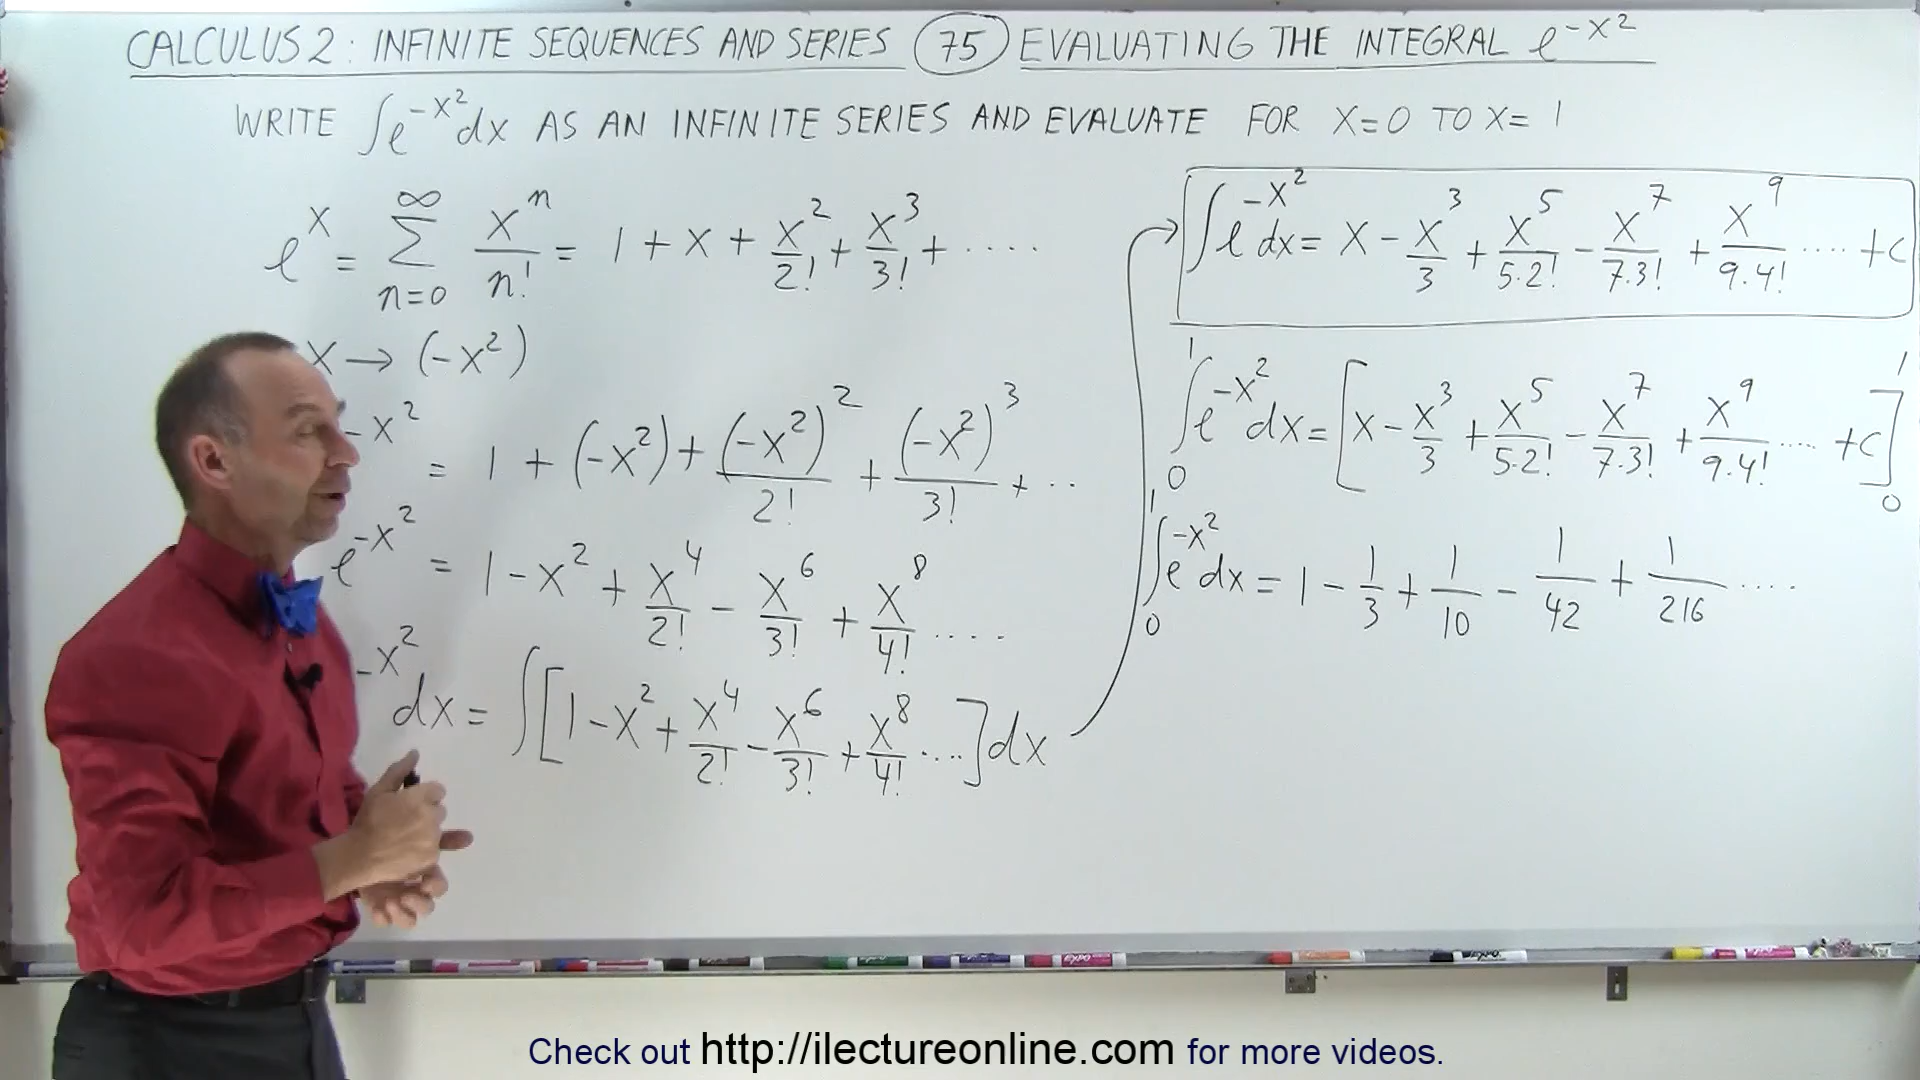 CALCULUS 2 : INFINITE SEQUENCES AND SERIES (75) EVALUATING THE INTEGRAL e^{-x^2}
WRITE ∫e^{-x^2}dx AS AN INFINITE SERIES AND EVALUATE FOR X=0 TO X=1
e^x = ∑_{n=0}^{∞} x^n/n! = 1 + x + x^2/2! + x^3/3! + ....
x → (-x^2)
-x^2 = 1 + (-x^2) + (-x^2)^2/2! + (-x^2)^3/3! + ..
e^{-x^2} = 1 - x^2 + x^4/2! - x^6/3! + x^8/4! ....
-x^2 dx = ∫[1 - x^2 + x^4/2! - x^6/3! + x^8/4! ....]dx
∫e^{-x^2}dx = x - x^3/3 + x^5/5·2! - x^7/7·3! + x^9/9·4! .... + C
∫_0^1 e^{-x^2}dx = [x - x^3/3 + x^5/5·2! - x^7/7·3! + x^9/9·4! .... + C]_0^1
∫_0^1 e^{-x^2}dx = 1 - 1/3 + 1/10 - 1/42 + 1/216 ....
Check out http://ilectureonline.com for more videos.